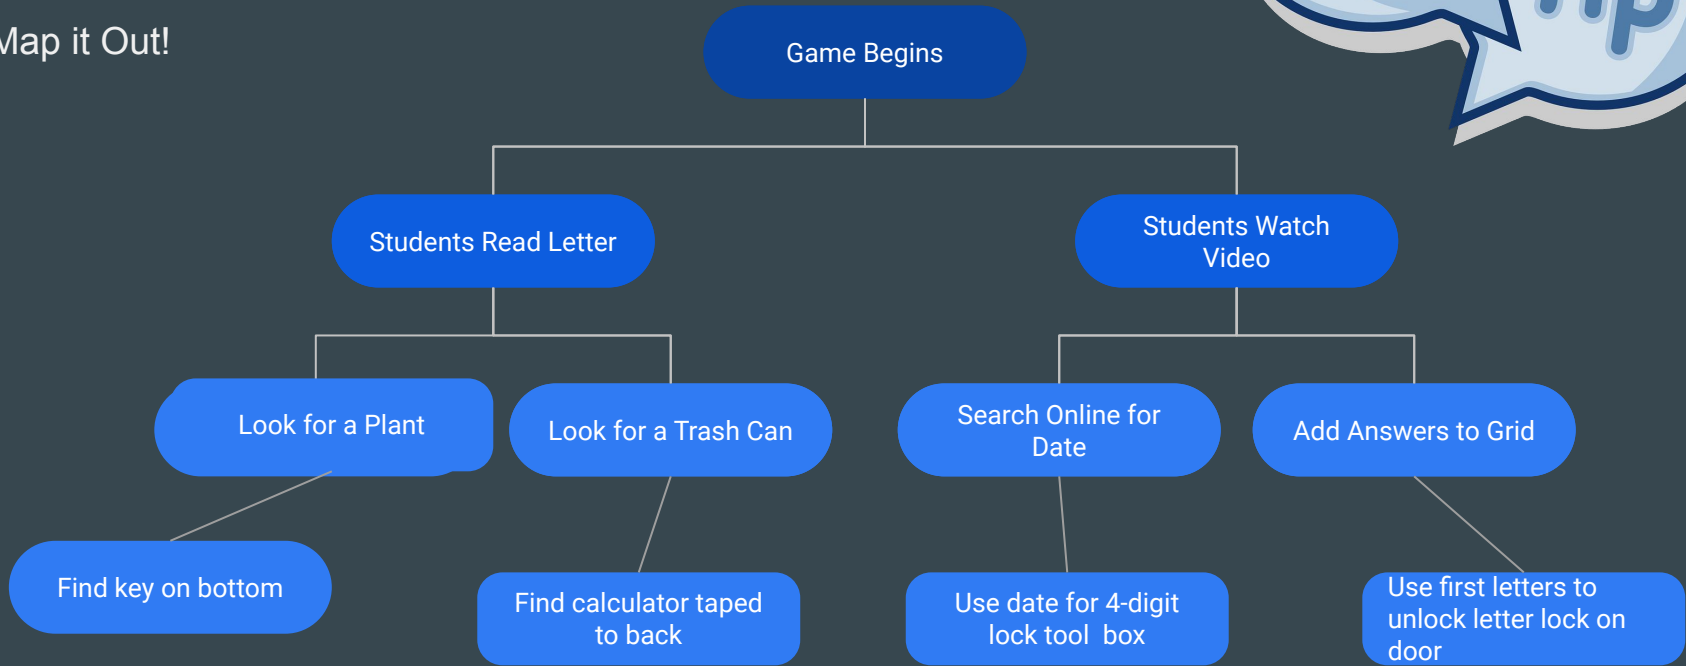 Map it Out!
Game Begins
Students Read Letter
Students Watch
Video
Look for a Plant
Look for a Trash Can
Search Online for
Date
Add Answers to Grid
Find key on bottom
Find calculator taped
to back
Use date for 4-digit
lock tool  box
Use first letters to
unlock letter lock on
door